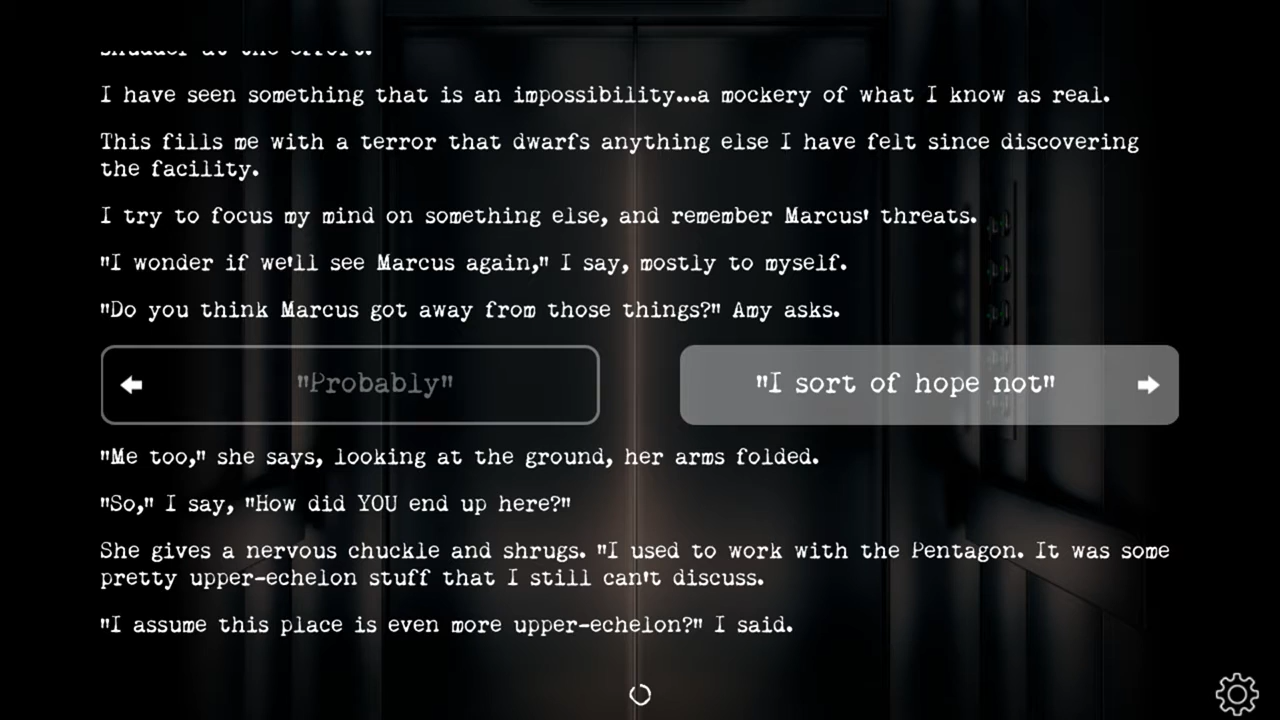 I have seen something that is an impossibility...a mockery of what I know as real.
This fills me with a terror that dwarfs anything else I have felt since discovering
the facility.
I try to focus my mind on something else, and remember Marcus' threats.
"I wonder if we'll see Marcus again," I say, mostly to myself.
"Do you think Marcus got away from those things?" Amy asks.
"Probably"
"I sort of hope not"
"Me too," she says, looking at the ground, her arms folded.
"So," I say, "How did YOU end up here?"
She gives a nervous chuckle and shrugs. "I used to work with the Pentagon. It was some
pretty upper-echelon stuff that I still can't discuss.
"I assume this place is even more upper-echelon?" I said.